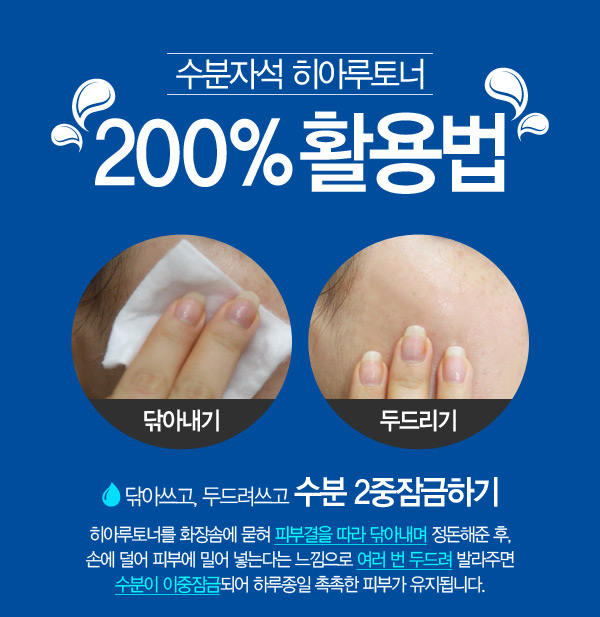 수분자석 히아루토너
200% 활용법
닦아내기
두드리기
닦아쓰고, 두드려쓰고 수분 2중잠금하기
히아루토너를 화장솜에 묻혀 피부결을 따라 닦아내며 정돈해준 후,
손에 덜어 피부에 밀어 넣는다는 느낌으로 여러 번 두드려 발라주면
수분이 이중잠금되어 하루종일 촉촉한 피부가 유지됩니다.